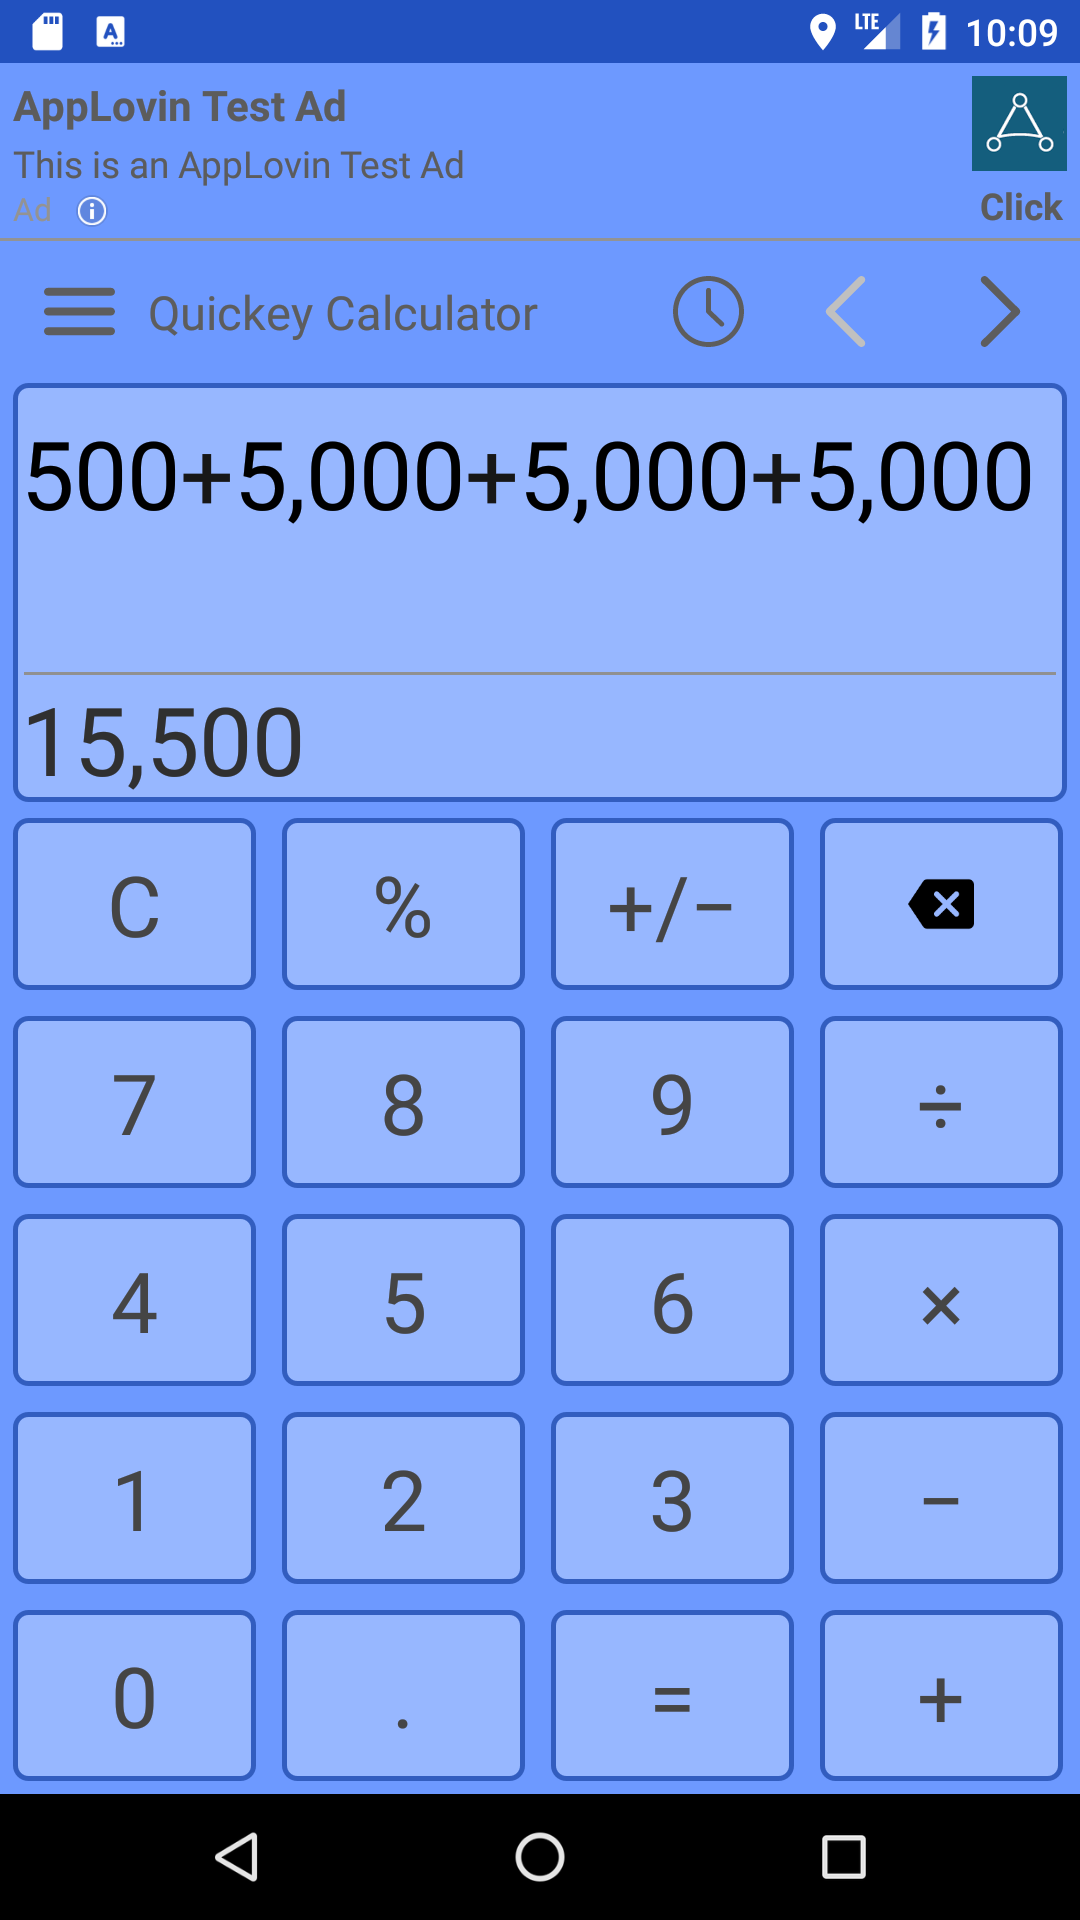 LTE 10:09
AppLovin Test Ad
This is an AppLovin Test Ad
Ad
Click
Quickey Calculator
500+5,000+5,000+5,000
15,500
C % +/−
7 8 9 ÷
4 5 6 ×
1 2 3 −
0 . = +